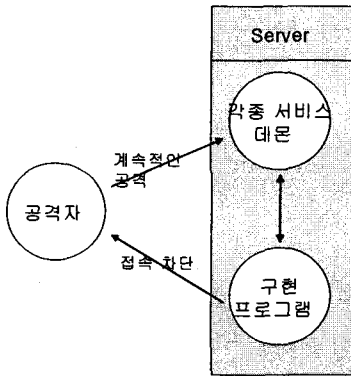 Server
각종 서비스
데몬
계속적인
공격
공격자
접속 차단
구현
프로그램